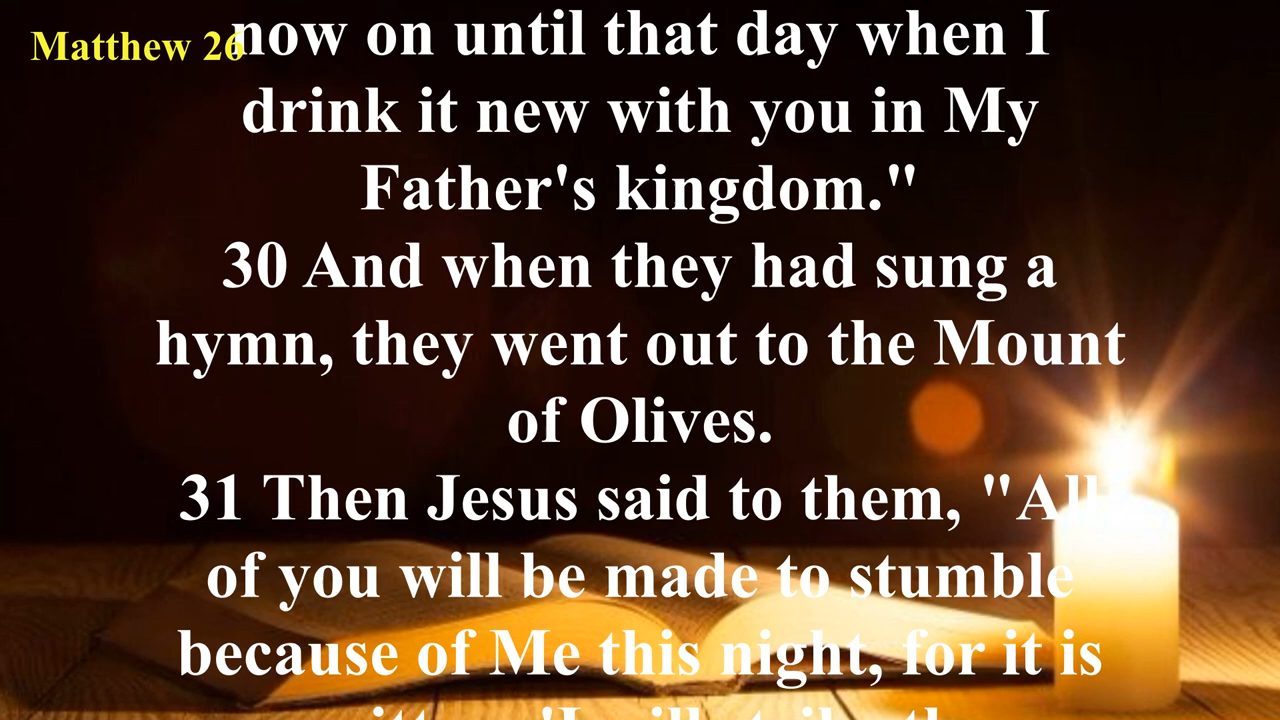 Matthew 26
now on until that day when I
drink it new with you in My
Father's kingdom."
30 And when they had sung a
hymn, they went out to the Mount
of Olives.
31 Then Jesus said to them, "All
of you will be made to stumble
because of Me this night, for it is